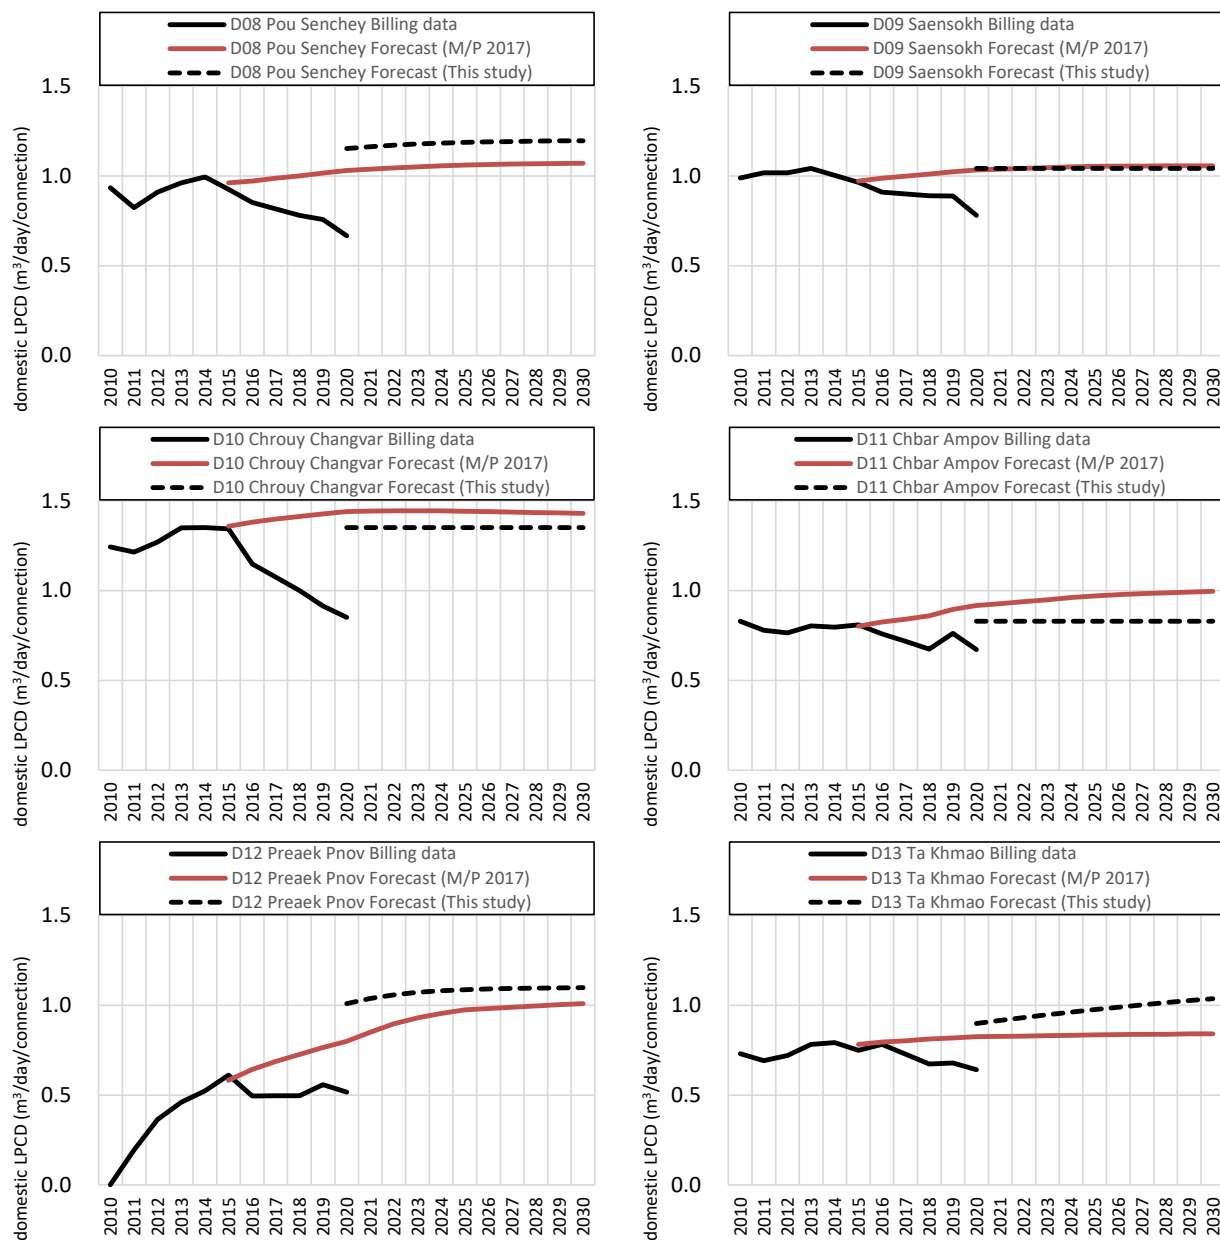 D08 Pou Senchey Billing data
D08 Pou Senchey Forecast (M/P 2017)
D08 Pou Senchey Forecast (This study)
domestic LPCD (m³/day/connection)
1.5
1.0
0.5
0.0
2010 2011 2012 2013 2014 2015 2016 2017 2018 2019 2020 2021 2022 2023 2024 2025 2026 2027 2028 2029 2030
D09 Saensokh Billing data
D09 Saensokh Forecast (M/P 2017)
D09 Saensokh Forecast (This study)
domestic LPCD (m³/day/connection)
1.5
1.0
0.5
0.0
2010 2011 2012 2013 2014 2015 2016 2017 2018 2019 2020 2021 2022 2023 2024 2025 2026 2027 2028 2029 2030
D10 Chrouy Changvar Billing data
D10 Chrouy Changvar Forecast (M/P 2017)
D10 Chrouy Changvar Forecast (This study)
domestic LPCD (m³/day/connection)
1.5
1.0
0.5
0.0
2010 2011 2012 2013 2014 2015 2016 2017 2018 2019 2020 2021 2022 2023 2024 2025 2026 2027 2028 2029 2030
D11 Chbar Ampov Billing data
D11 Chbar Ampov Forecast (M/P 2017)
D11 Chbar Ampov Forecast (This study)
domestic LPCD (m³/day/connection)
1.5
1.0
0.5
0.0
2010 2011 2012 2013 2014 2015 2016 2017 2018 2019 2020 2021 2022 2023 2024 2025 2026 2027 2028 2029 2030
D12 Preaek Pnov Billing data
D12 Preaek Pnov Forecast (M/P 2017)
D12 Preaek Pnov Forecast (This study)
domestic LPCD (m³/day/connection)
1.5
1.0
0.5
0.0
2010 2011 2012 2013 2014 2015 2016 2017 2018 2019 2020 2021 2022 2023 2024 2025 2026 2027 2028 2029 2030
D13 Ta Khmao Billing data
D13 Ta Khmao Forecast (M/P 2017)
D13 Ta Khmao Forecast (This study)
domestic LPCD (m³/day/connection)
1.5
1.0
0.5
0.0
2010 2011 2012 2013 2014 2015 2016 2017 2018 2019 2020 2021 2022 2023 2024 2025 2026 2027 2028 2029 2030